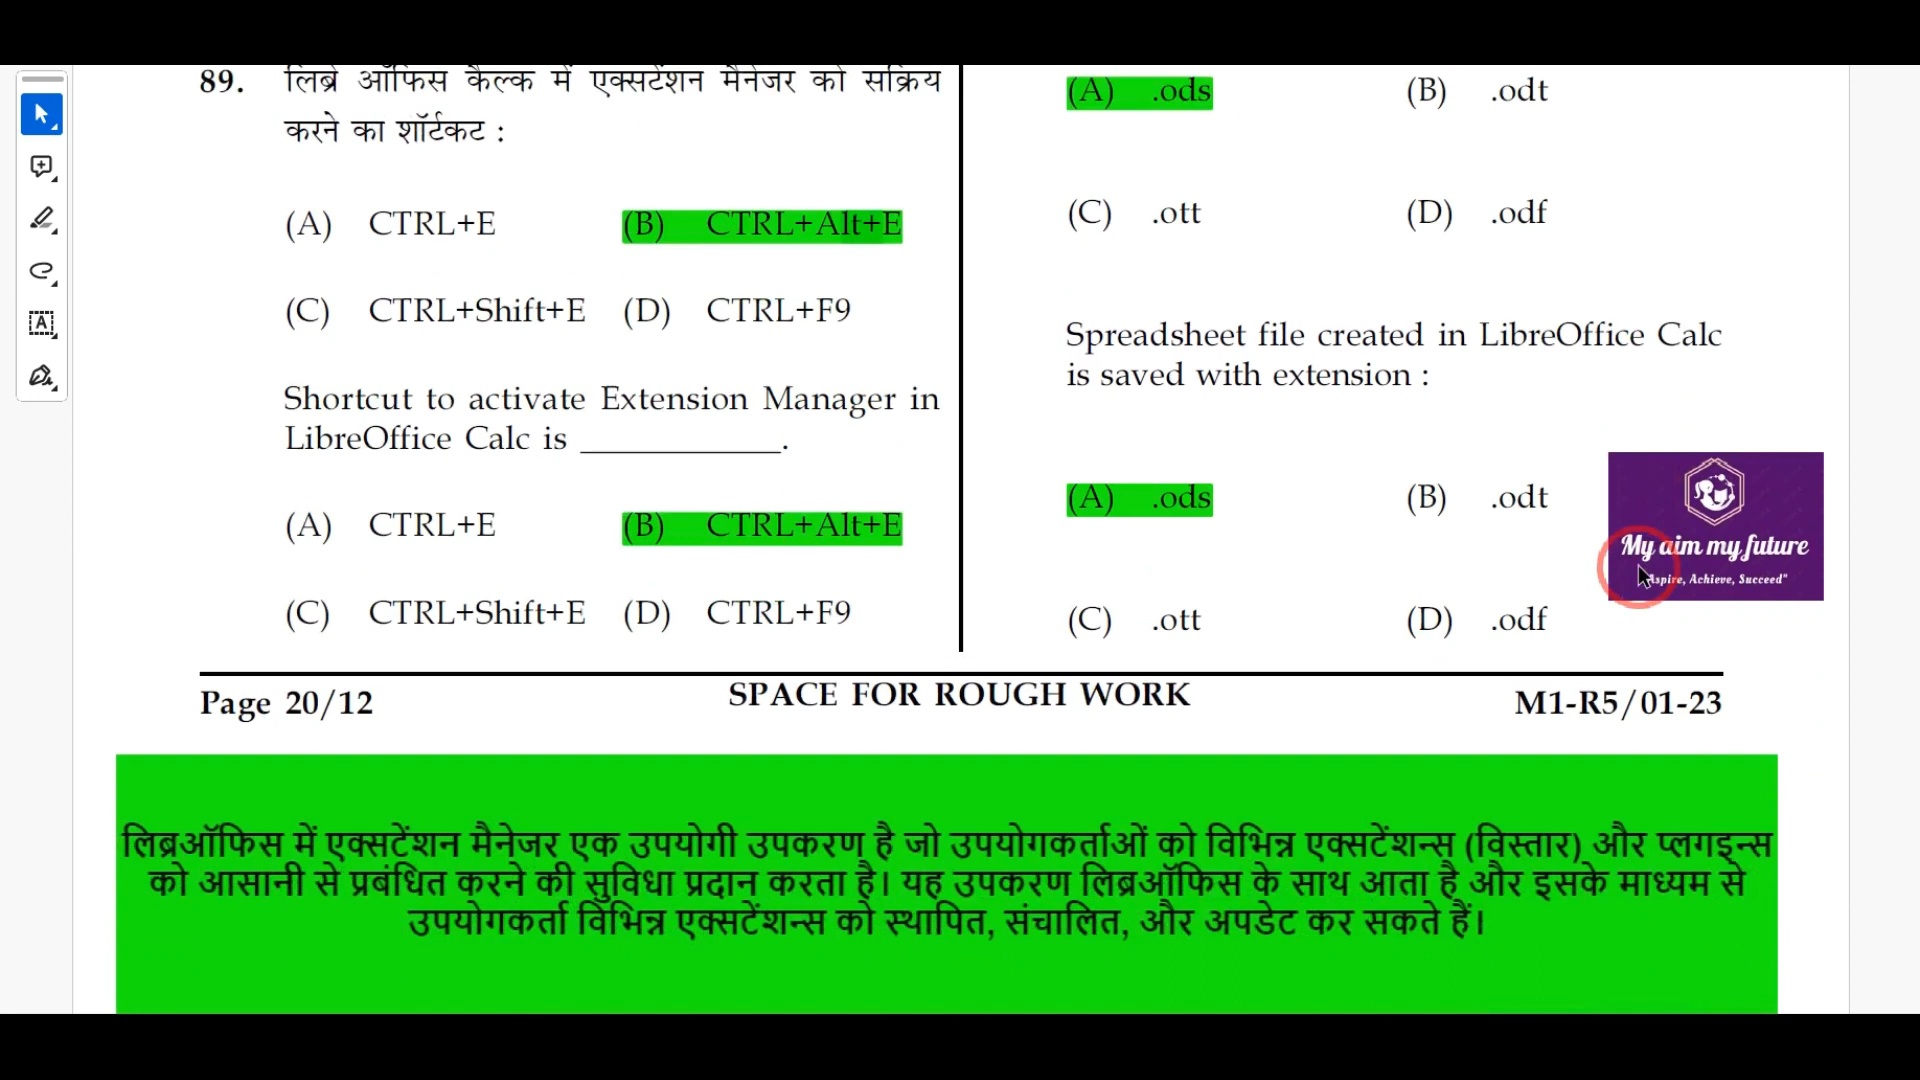 89. लिब्रे ऑफिस कैल्क में एक्सटेंशन मैनेजर को सक्रिय
करने का शॉर्टकट :
(A) CTRL+E (B) CTRL+Alt+E
(C) CTRL+Shift+E (D) CTRL+F9
Shortcut to activate Extension Manager in
LibreOffice Calc is ____________.
(A) CTRL+E (B) CTRL+Alt+E
(C) CTRL+Shift+E (D) CTRL+F9
(A) .ods (B) .odt
(C) .ott (D) .odf
Spreadsheet file created in LibreOffice Calc
is saved with extension :
(A) .ods (B) .odt
(C) .ott (D) .odf
My aim my future
Aspire, Achieve, Succeed"
Page 20/12 SPACE FOR ROUGH WORK M1-R5/01-23
लिब्रऑफिस में एक्सटेंशन मैनेजर एक उपयोगी उपकरण है जो उपयोगकर्ताओं को विभिन्न एक्सटेंशन्स (विस्तार) और प्लगइन्स
को आसानी से प्रबंधित करने की सुविधा प्रदान करता है। यह उपकरण लिब्रऑफिस के साथ आता है और इसके माध्यम से
उपयोगकर्ता विभिन्न एक्सटेंशन्स को स्थापित, संचालित, और अपडेट कर सकते हैं।